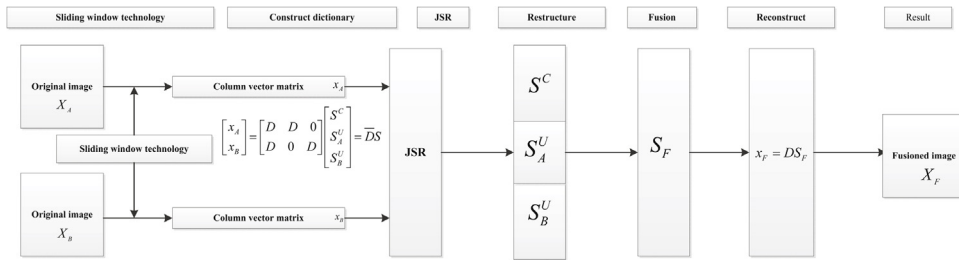 Sliding window technology
Construct dictionary
JSR
Restructure
Fusion
Reconstruct
Result
Original image
X_A
Column vector matrix x_A
Sliding window technology
[x_A; x_B] = [D D 0; D 0 D] [S^C; S_A^U; S_B^U] = D̅S
Original image
X_B
Column vector matrix x_B
JSR
S^C
S_A^U
S_B^U
S_F
x_F = DS_F
Fusioned image
X_F